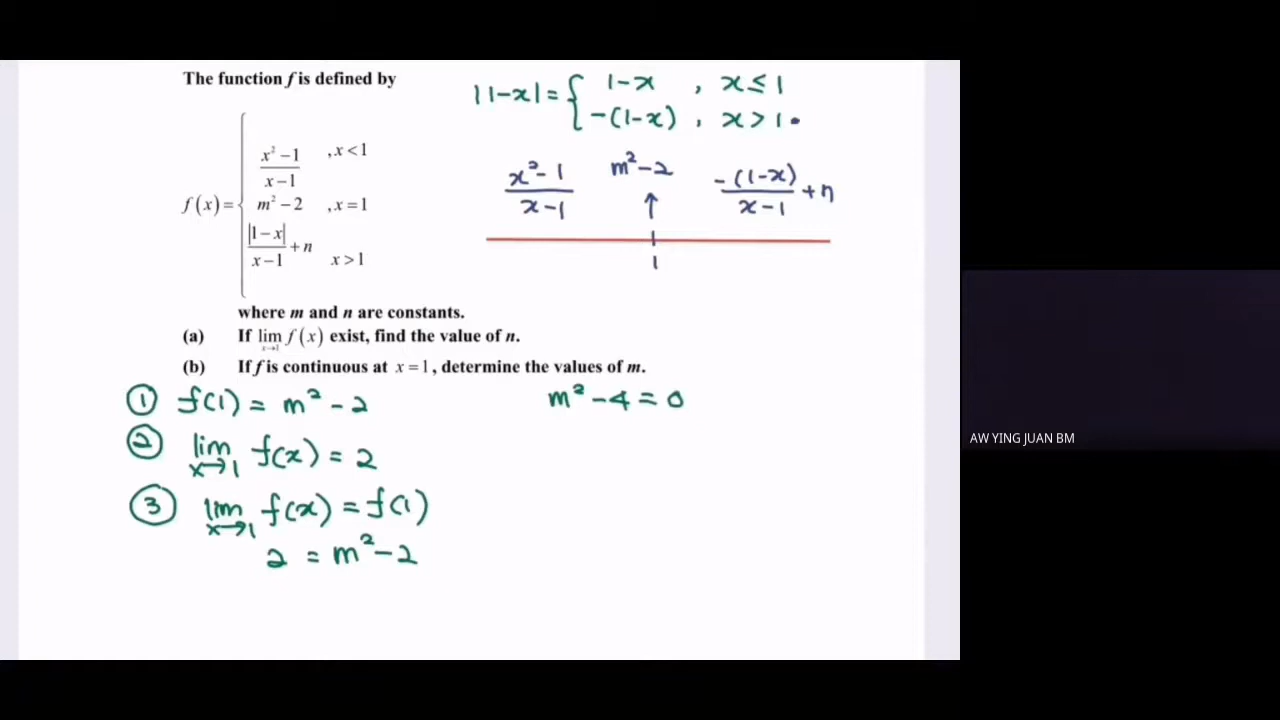 The function f is defined by
|1-x| = { 1-x , x ≤ 1
-(1-x) , x > 1.
f(x) = { (x²-1)/(x-1) , x<1
m²-2 , x=1
|1-x|/(x-1) + n x>1
(x²-1)/(x-1) m²-2 -(1-x)/(x-1) + n
↑
1
where m and n are constants.
(a) If lim x→1 f(x) exist, find the value of n.
(b) If f is continuous at x=1, determine the values of m.
① f(1) = m² - 2 m² - 4 = 0
② lim x→1 f(x) = 2
③ lim x→1 f(x) = f(1)
2 = m² - 2
AW YING JUAN BM